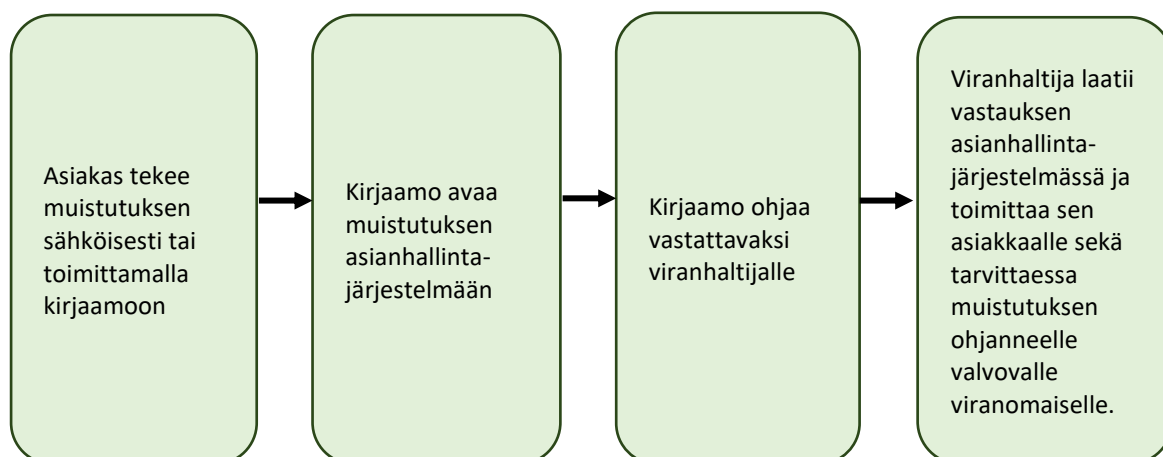 Asiakas tekee
muistutuksen
sähköisesti tai
toimittamalla
kirjaamoon
Kirjaamo avaa
muistutuksen
asianhallinta-
järjestelmään
Kirjaamo ohjaa
vastattavaksi
viranhaltijalle
Viranhaltija laatii
vastauksen
asianhallinta-
järjestelmässä ja
toimittaa sen
asiakkaalle sekä
tarvittaessa
muistutuksen
ohjanneelle
valvovalle
viranomaiselle.